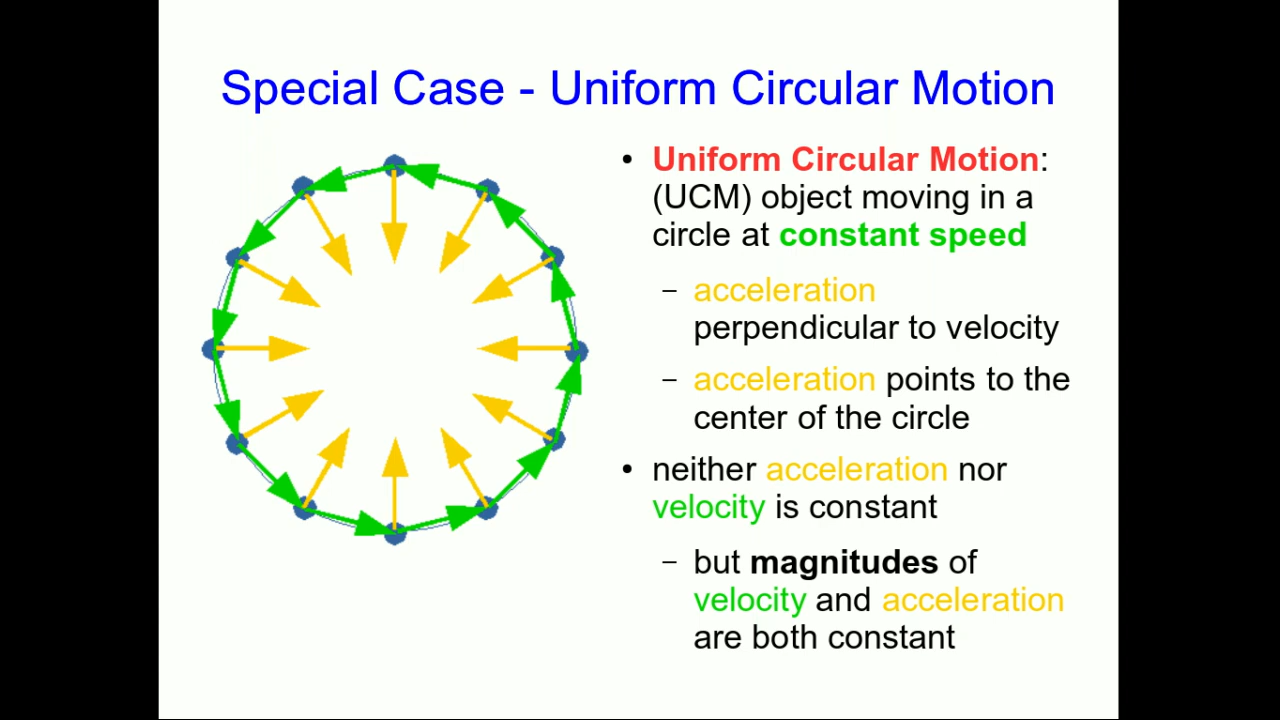 Special Case - Uniform Circular Motion
• Uniform Circular Motion:
(UCM) object moving in a
circle at constant speed
– acceleration
perpendicular to velocity
– acceleration points to the
center of the circle
• neither acceleration nor
velocity is constant
– but magnitudes of
velocity and acceleration
are both constant